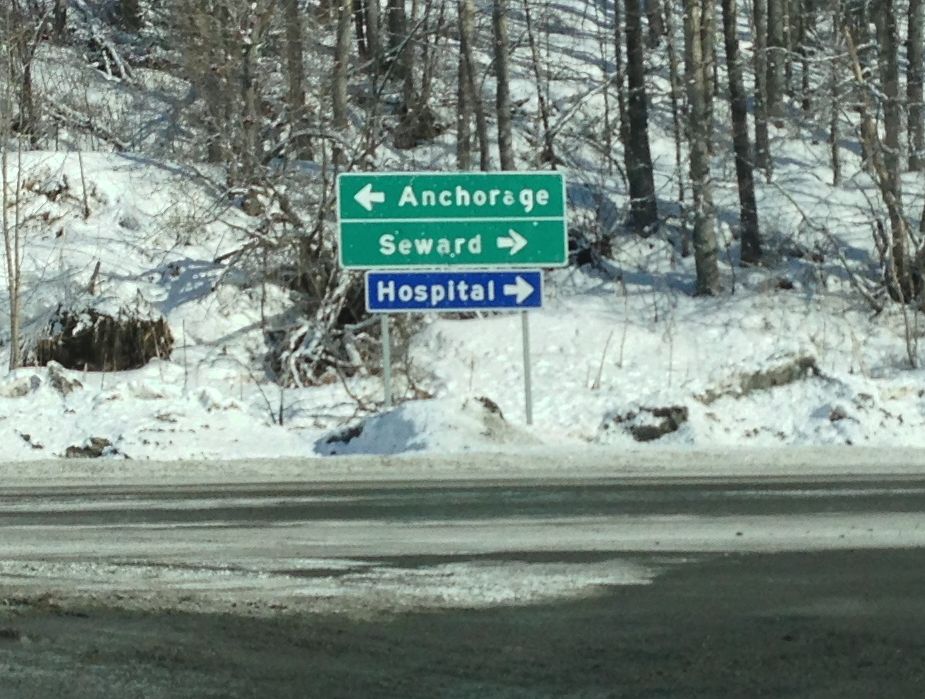 ← Anchorage
Seward →
Hospital →